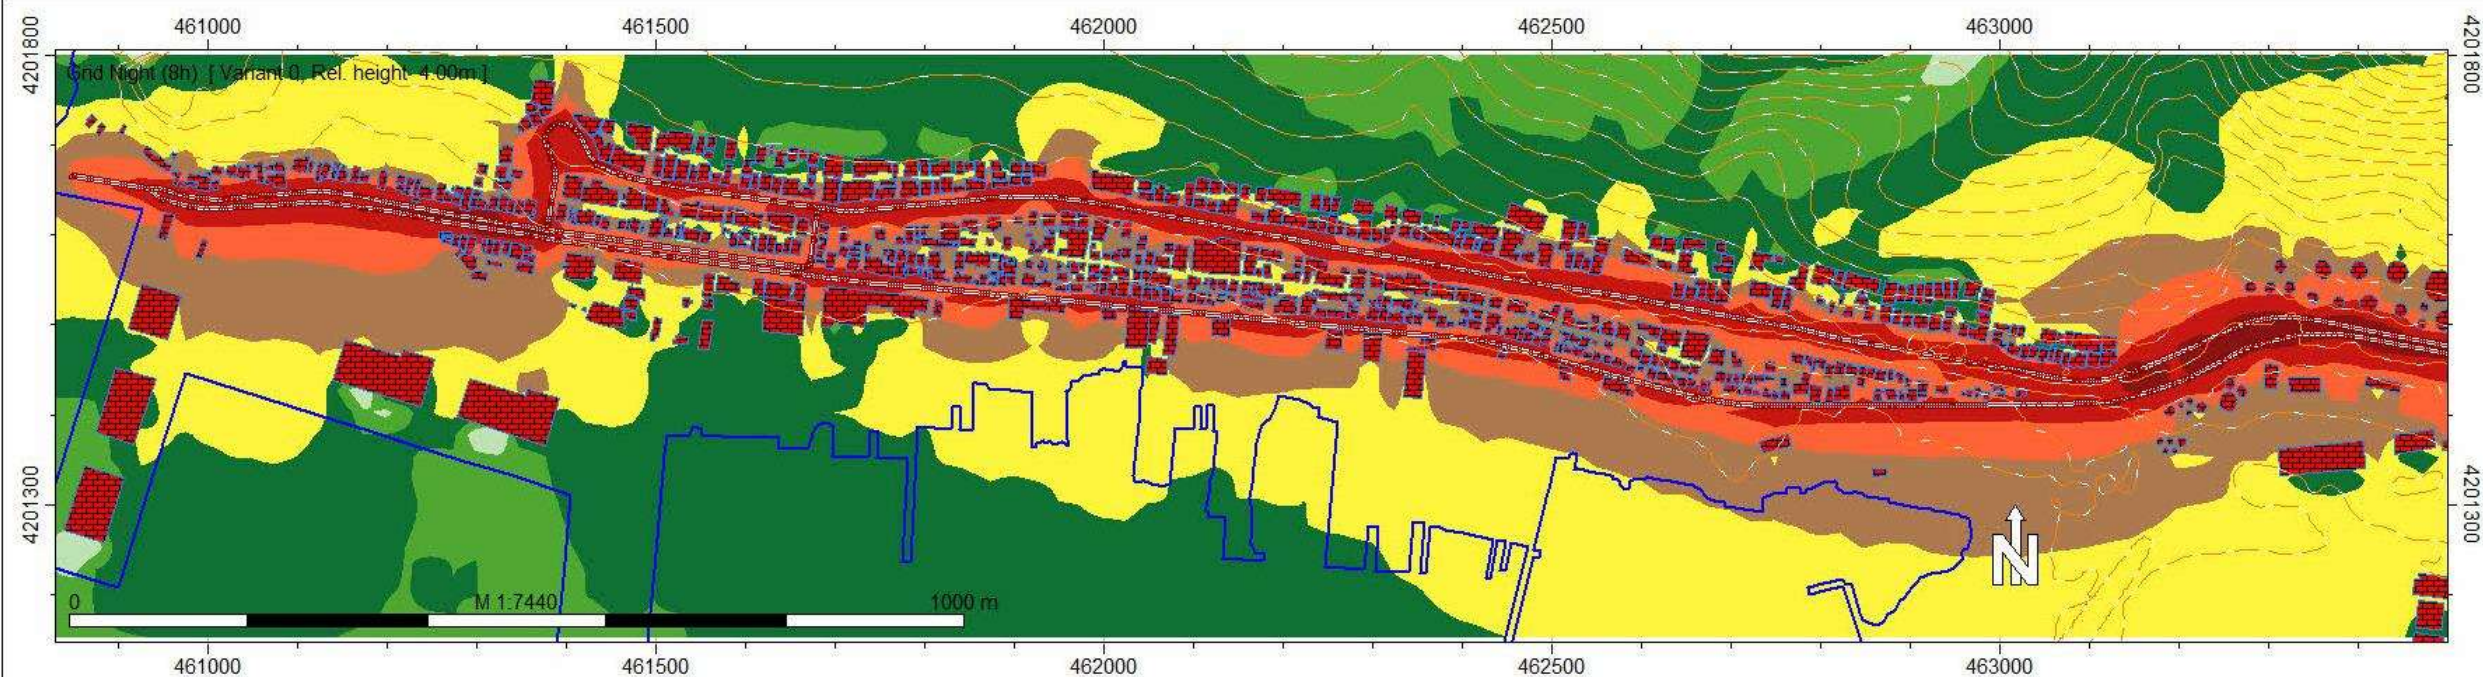 461000 461500 462000 462500 463000
4201800 4201800
Grid Night (8h) [ Variant 0, Rel. height 4.00m ]
4201300 4201300
N
0 M 1:7440 1000 m
461000 461500 462000 462500 463000